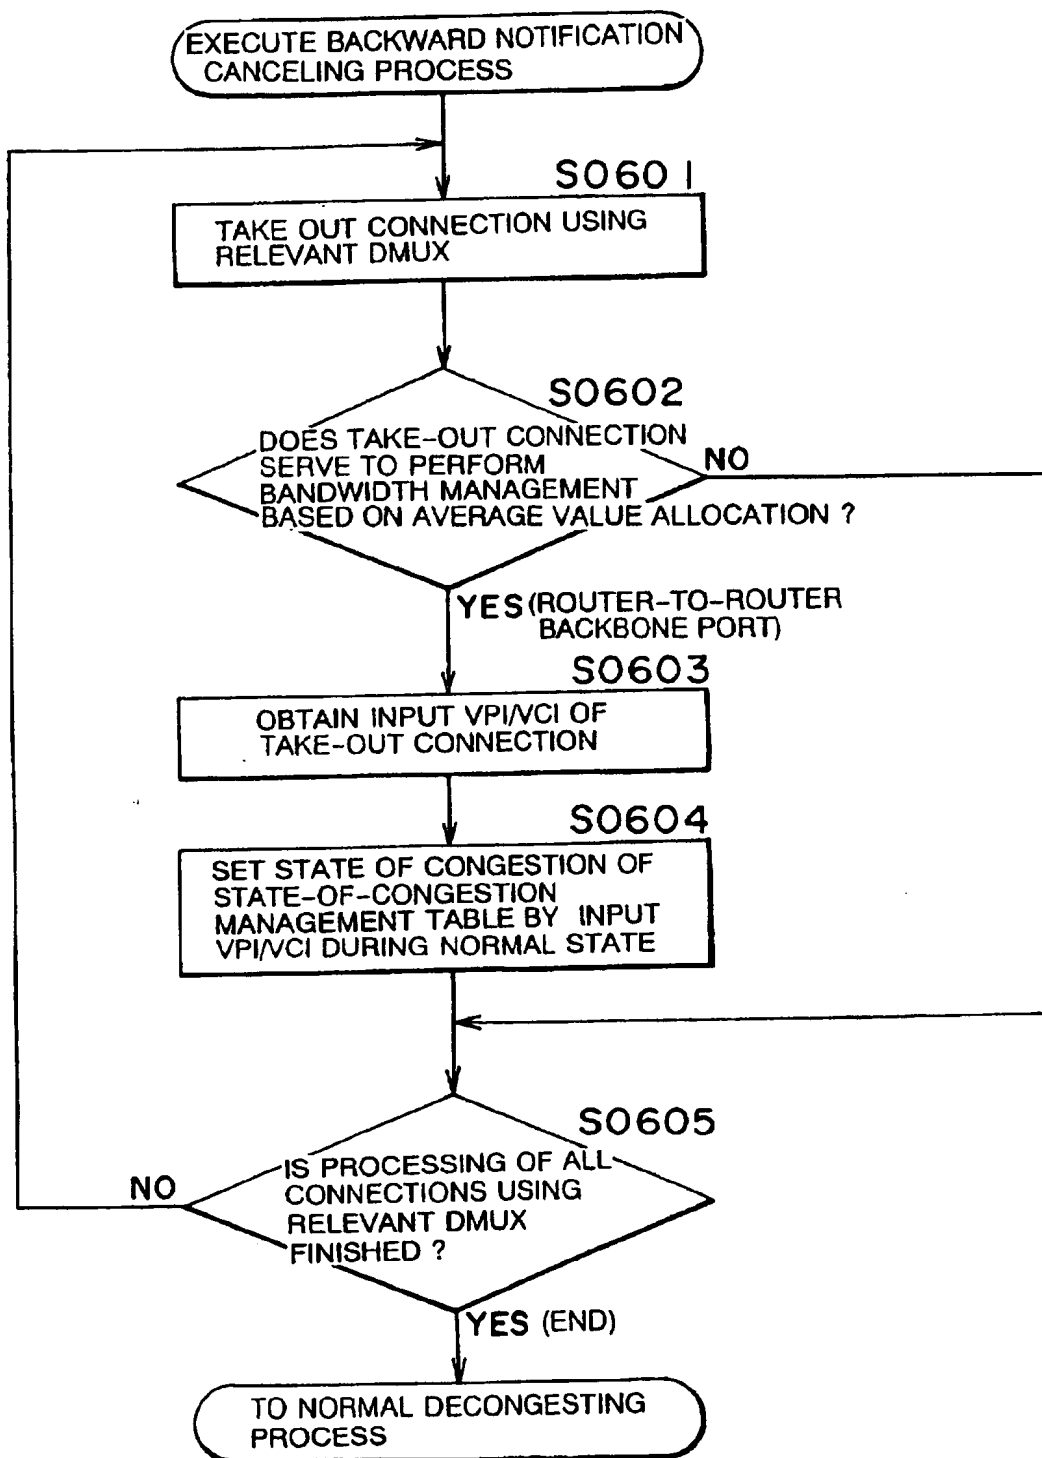 EXECUTE BACKWARD NOTIFICATION
CANCELING PROCESS
S0601
TAKE OUT CONNECTION USING
RELEVANT DMUX
S0602
DOES TAKE-OUT CONNECTION
SERVE TO PERFORM
BANDWIDTH MANAGEMENT
BASED ON AVERAGE VALUE ALLOCATION ?
NO
YES (ROUTER-TO-ROUTER
BACKBONE PORT)
S0603
OBTAIN INPUT VPI/VCI OF
TAKE-OUT CONNECTION
S0604
SET STATE OF CONGESTION OF
STATE-OF-CONGESTION
MANAGEMENT TABLE BY INPUT
VPI/VCI DURING NORMAL STATE
S0605
IS PROCESSING OF ALL
CONNECTIONS USING
RELEVANT DMUX
FINISHED ?
NO
YES (END)
TO NORMAL DECONGESTING
PROCESS